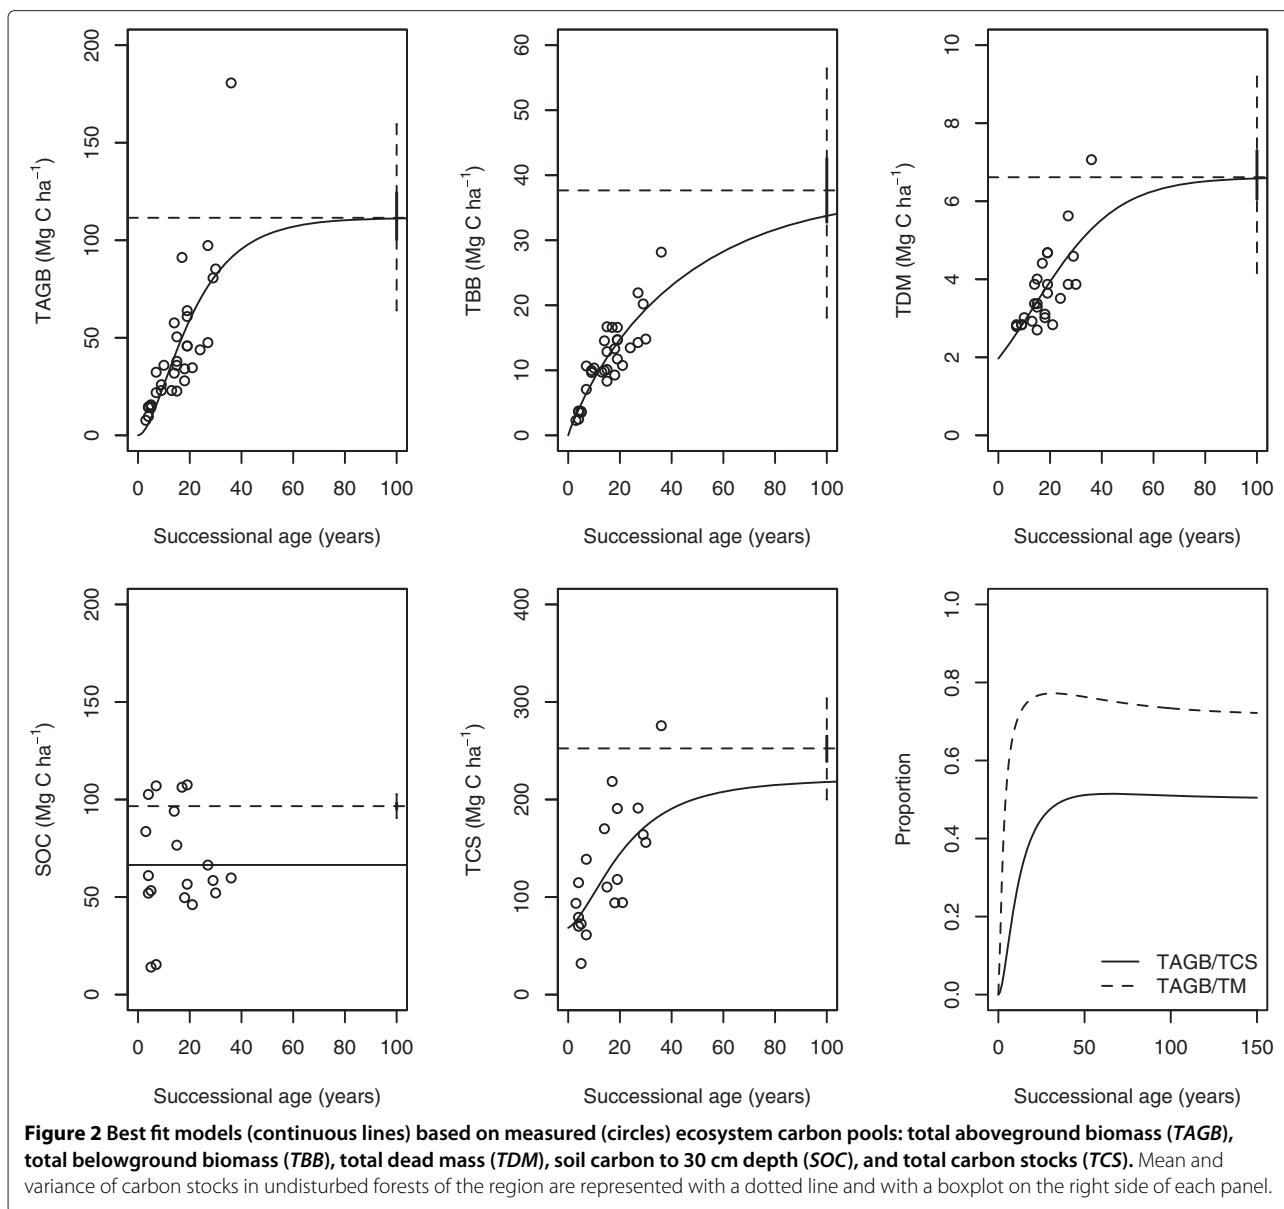 TAGB (Mg C ha⁻¹)
0 50 100 150 200
0 20 40 60 80 100
Successional age (years)
TBB (Mg C ha⁻¹)
0 10 20 30 40 50 60
0 20 40 60 80 100
Successional age (years)
TDM (Mg C ha⁻¹)
0 2 4 6 8 10
0 20 40 60 80 100
Successional age (years)
SOC (Mg C ha⁻¹)
0 50 100 150 200
0 20 40 60 80 100
Successional age (years)
TCS (Mg C ha⁻¹)
0 100 200 300 400
0 20 40 60 80 100
Successional age (years)
Proportion
0.0 0.2 0.4 0.6 0.8 1.0
TAGB/TCS
TAGB/TM
0 50 100 150
Successional age (years)
Figure 2 Best fit models (continuous lines) based on measured (circles) ecosystem carbon pools: total aboveground biomass (TAGB),
total belowground biomass (TBB), total dead mass (TDM), soil carbon to 30 cm depth (SOC), and total carbon stocks (TCS). Mean and
variance of carbon stocks in undisturbed forests of the region are represented with a dotted line and with a boxplot on the right side of each panel.